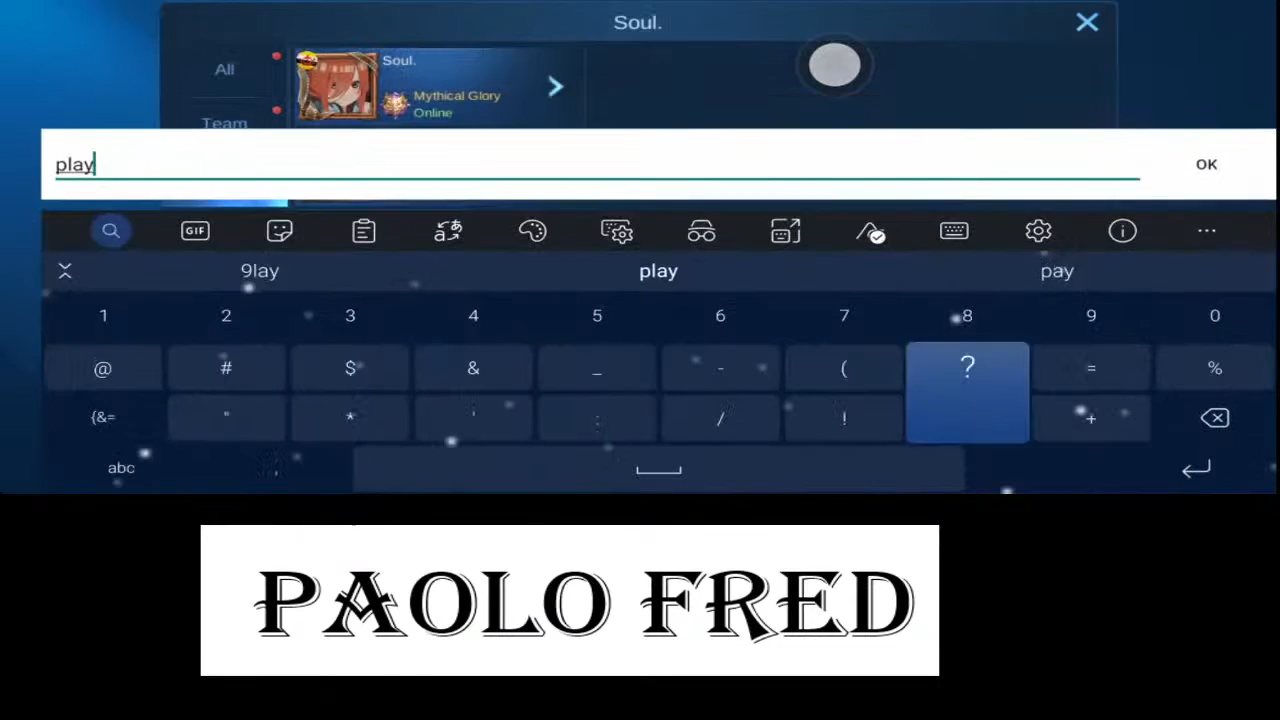 Soul.
All
Soul.
Mythical Glory
Online
Team
play
OK
GIF
9lay
play
pay
1 2 3 4 5 6 7 8 9 0
@ # $ & _ - ( ? = %
{&= " * ' : / ! +
abc ,
PAOLO FRED